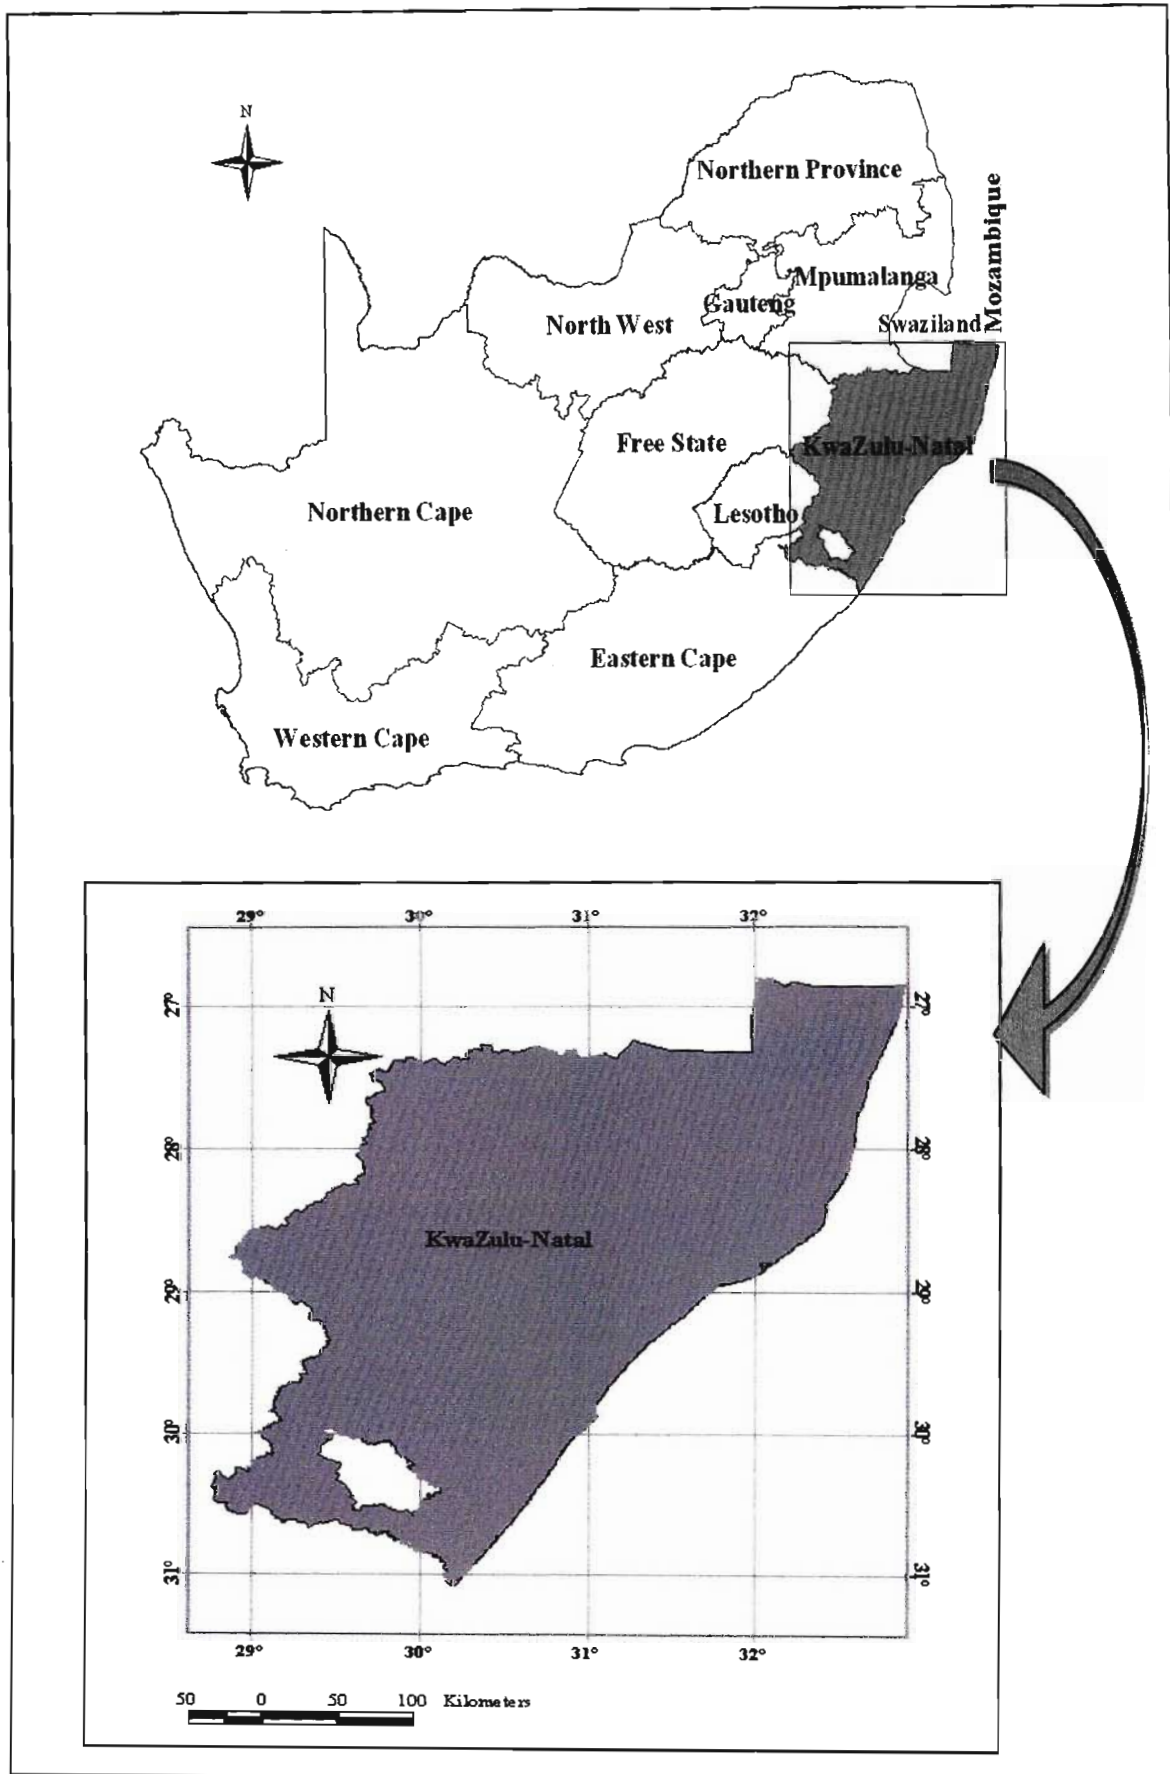 N
Northern Province
Mozambique
Mpumalanga
Gauteng
North West
Swaziland
Free State
KwaZulu-Natal
Northern Cape
Lesotho
Eastern Cape
Western Cape
29° 30° 31° 32°
N
27° 27°
28° 28°
KwaZulu-Natal
29° 29°
30° 30°
31° 31°
29° 30° 31° 32°
50 0 50 100 Kilometers